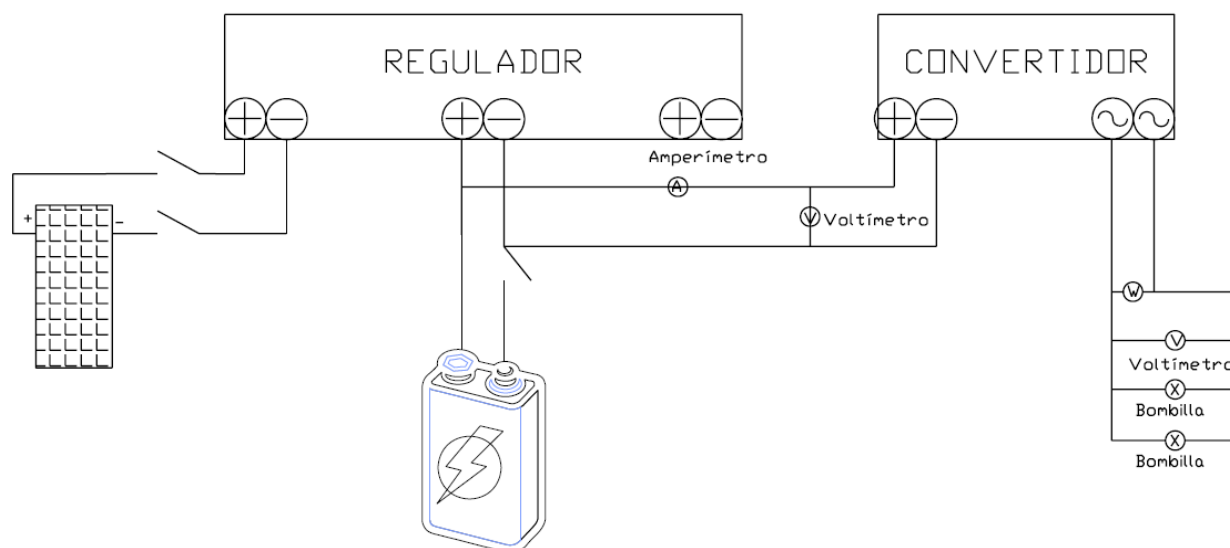 REGULADOR
CONVERTIDOR
+ − + − + −
+ − ~ ~
Amperímetro
A
+ −
V Voltímetro
W
V
Voltímetro
X
Bombilla
X
Bombilla